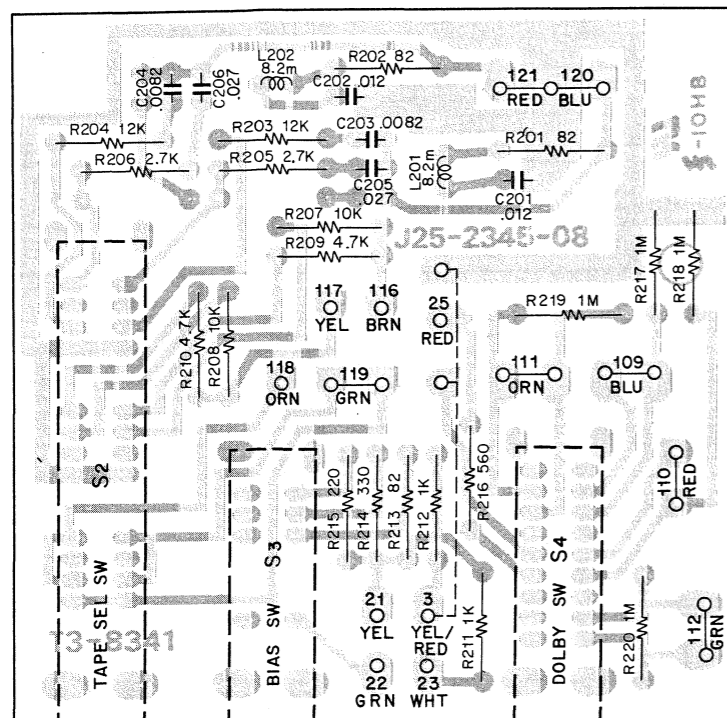 L202
8.2m
R202 82
C204
.0082
C206
.027
C202 .012
121
RED
120
BLU
R204 12K
R203 12K
C203 .0082
R201 82
R206 2.7K
R205 2.7K
C205
.027
L201
8.2m
C201
.012
R207 10K
R209 4.7K
J25-2345-08
R217 1M
R218 1M
117
YEL
116
BRN
25
RED
R219 1M
R210 4.7K
R208 10K
118
ORN
119
GRN
111
ORN
109
BLU
S2
TAPE SEL SW
S3
BIAS SW
R215 220
R214 330
R213 82
R212 1K
R216 560
S4
DOLBY SW
110
RED
21
YEL
3
YEL/
RED
R211 1K
R220 1M
112
GRN
T3-8341
22
GRN
23
WHT